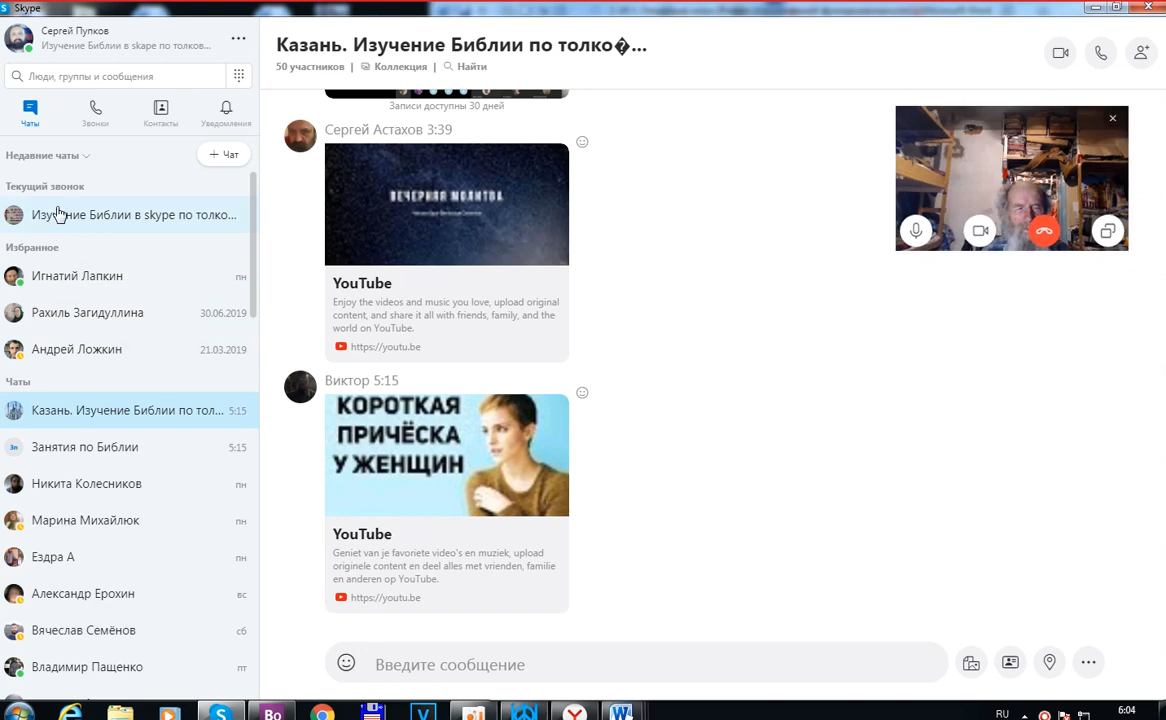 Skype
Сергей Пупков
Изучение Библии в skape по толков...
Люди, группы и сообщения
Чаты
Звонки
Контакты
Уведомления
Недавние чаты
+ Чат
Текущий звонок
Изучение Библии в skype по толко...
Избранное
Игнатий Лапкин пн
Рахиль Загидуллина 30.06.2019
Андрей Ложкин 21.03.2019
Чаты
Казань. Изучение Библии по тол... 5:15
Зп Занятия по Библии 5:15
Никита Колесников пн
Марина Михайлюк пн
Ездра А пн
Александр Ерохин вс
Вячеслав Семёнов сб
Владимир Пащенко пт
Казань. Изучение Библии по толко�...
50 участников | Коллекция | Найти
Записи доступны 30 дней
Сергей Астахов 3:39
ВЕЧЕРНЯЯ МОЛИТВА
YouTube
Enjoy the videos and music you love, upload original
content, and share it all with friends, family, and the
world on YouTube.
https://youtu.be
Виктор 5:15
КОРОТКАЯ
ПРИЧЁСКА
У ЖЕНЩИН
YouTube
Geniet van je favoriete video's en muziek, upload
originele content en deel alles met vrienden, familie
en anderen op YouTube.
https://youtu.be
Введите сообщение
RU
6:04